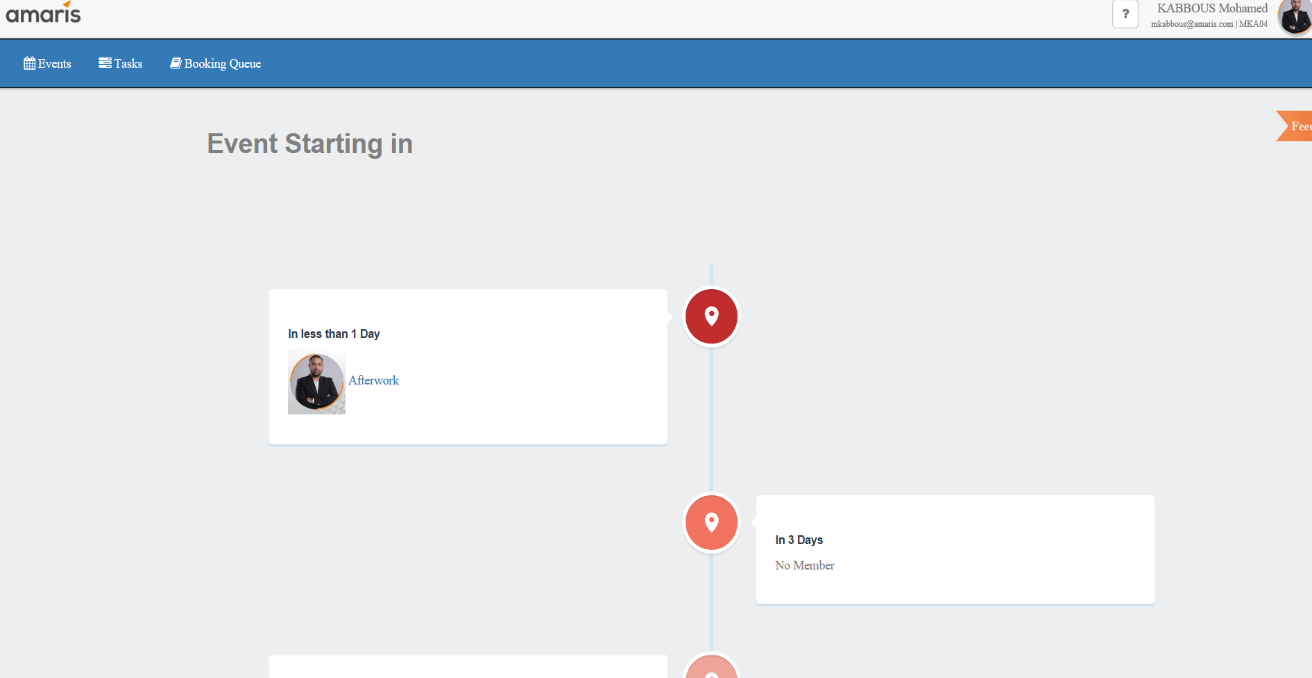 amaris
?
KABBOUS Mohamed
mkabbous@amaris.com | MKA04
Events
Tasks
Booking Queue
Event Starting in
In less than 1 Day
Afterwork
In 3 Days
No Member